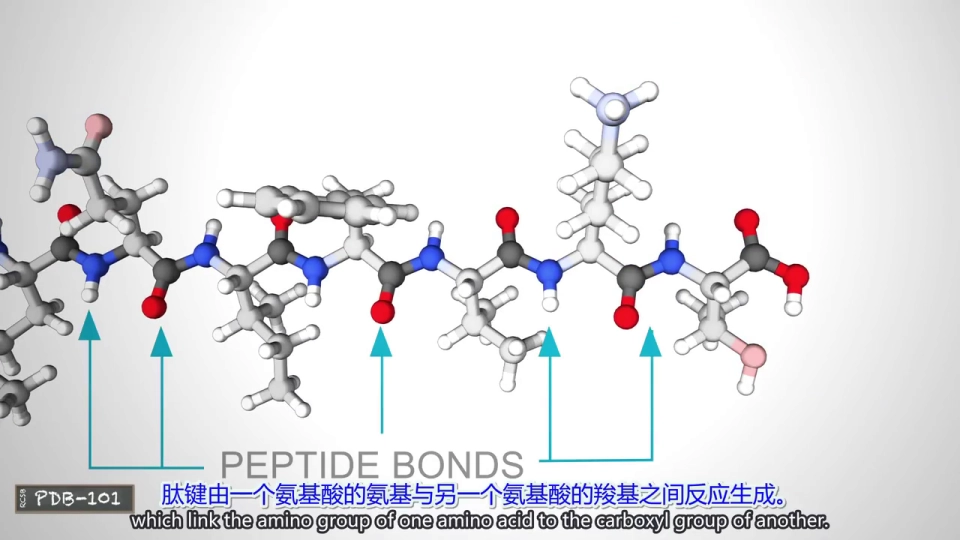 PEPTIDE BONDS
RCSB PDB-101
肽键由一个氨基酸的氨基与另一个氨基酸的羧基之间反应生成。
which link the amino group of one amino acid to the carboxyl group of another.